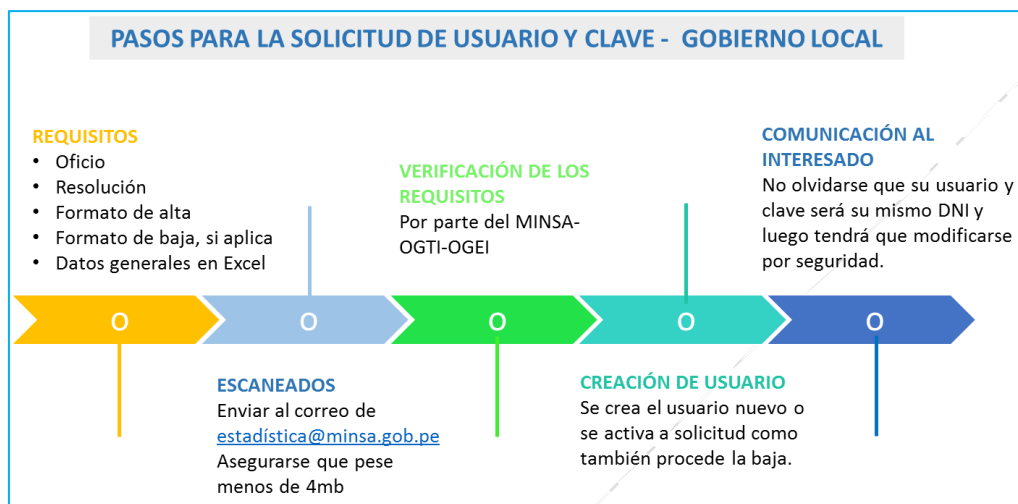 PASOS PARA LA SOLICITUD DE USUARIO Y CLAVE - GOBIERNO LOCAL
REQUISITOS
• Oficio
• Resolución
• Formato de alta
• Formato de baja, si aplica
• Datos generales en Excel
ESCANEADOS
Enviar al correo de
estadística@minsa.gob.pe
Asegurarse que pese
menos de 4mb
VERIFICACIÓN DE LOS
REQUISITOS
Por parte del MINSA-
OGTI-OGEI
CREACIÓN DE USUARIO
Se crea el usuario nuevo o
se activa a solicitud como
también procede la baja.
COMUNICACIÓN AL
INTERESADO
No olvidarse que su usuario y
clave será su mismo DNI y
luego tendrá que modificarse
por seguridad.
O O O O O